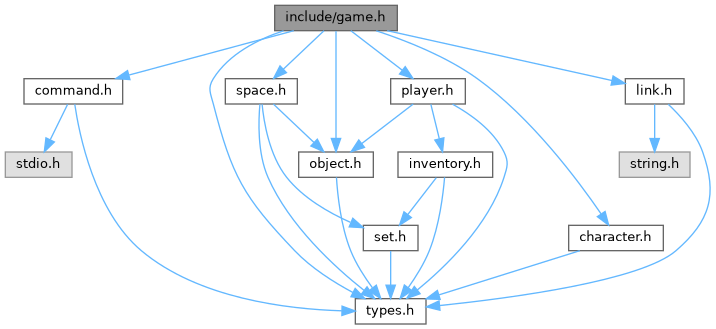 include/game.h
command.h
space.h
player.h
link.h
stdio.h
object.h
inventory.h
string.h
set.h
character.h
types.h